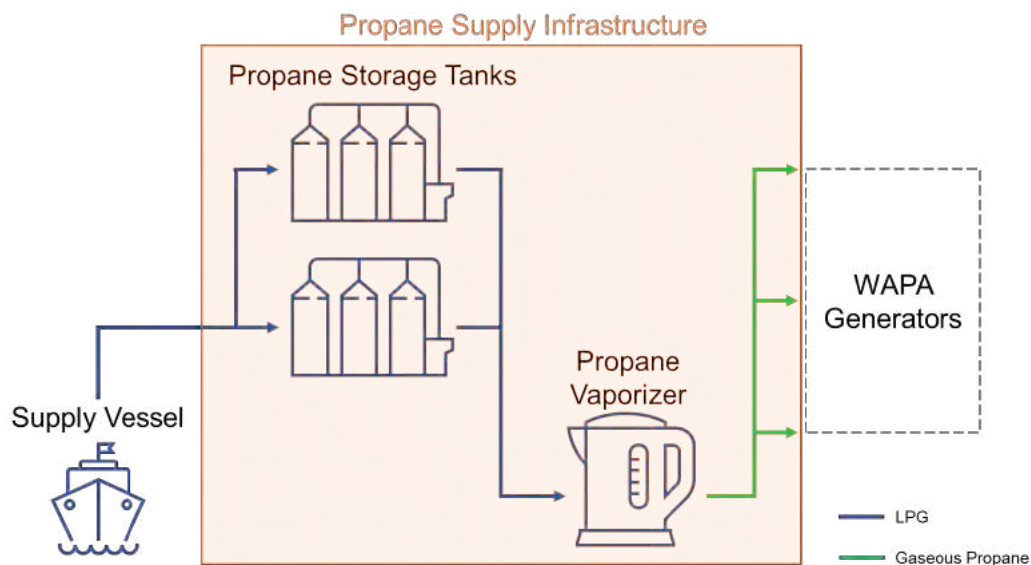 Propane Supply Infrastructure
Propane Storage Tanks
WAPA
Generators
Propane
Vaporizer
Supply Vessel
LPG
Gaseous Propane